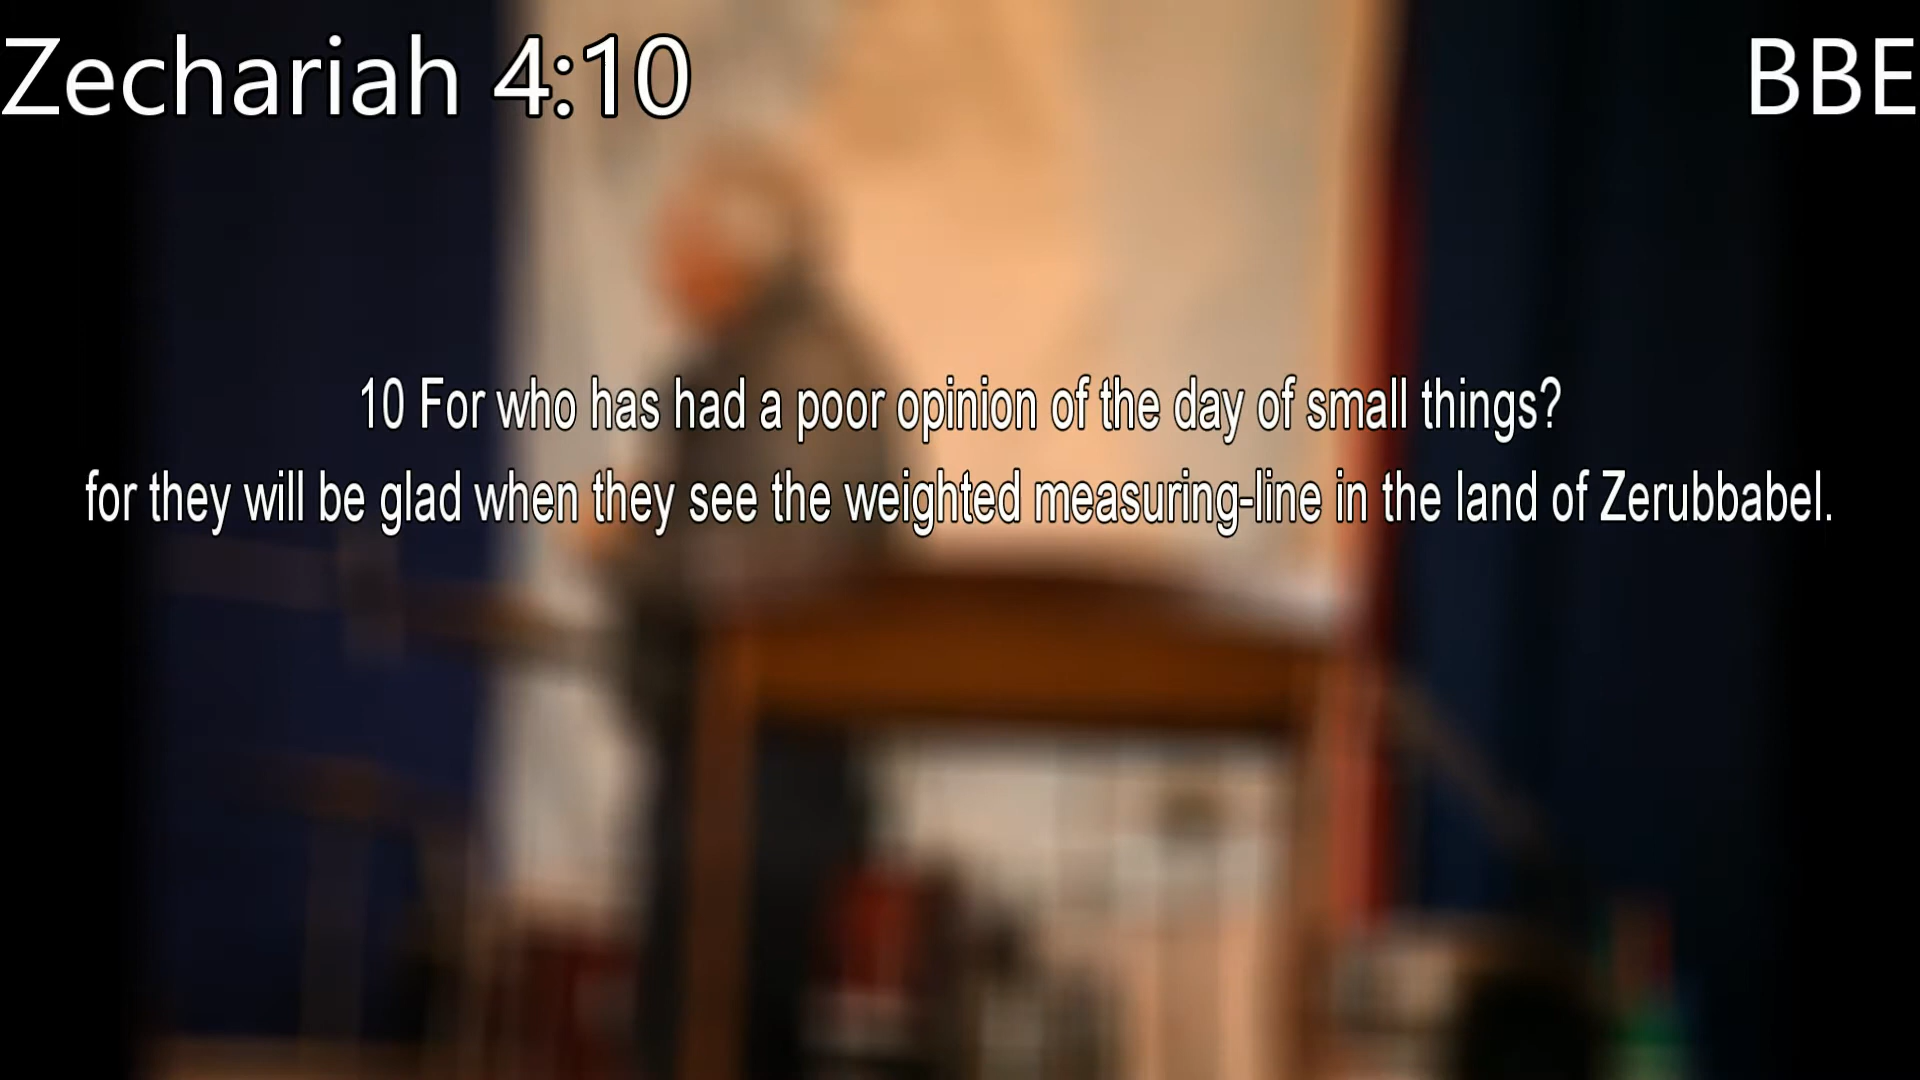 Zechariah 4:10
BBE
10 For who has had a poor opinion of the day of small things?
for they will be glad when they see the weighted measuring-line in the land of Zerubbabel.